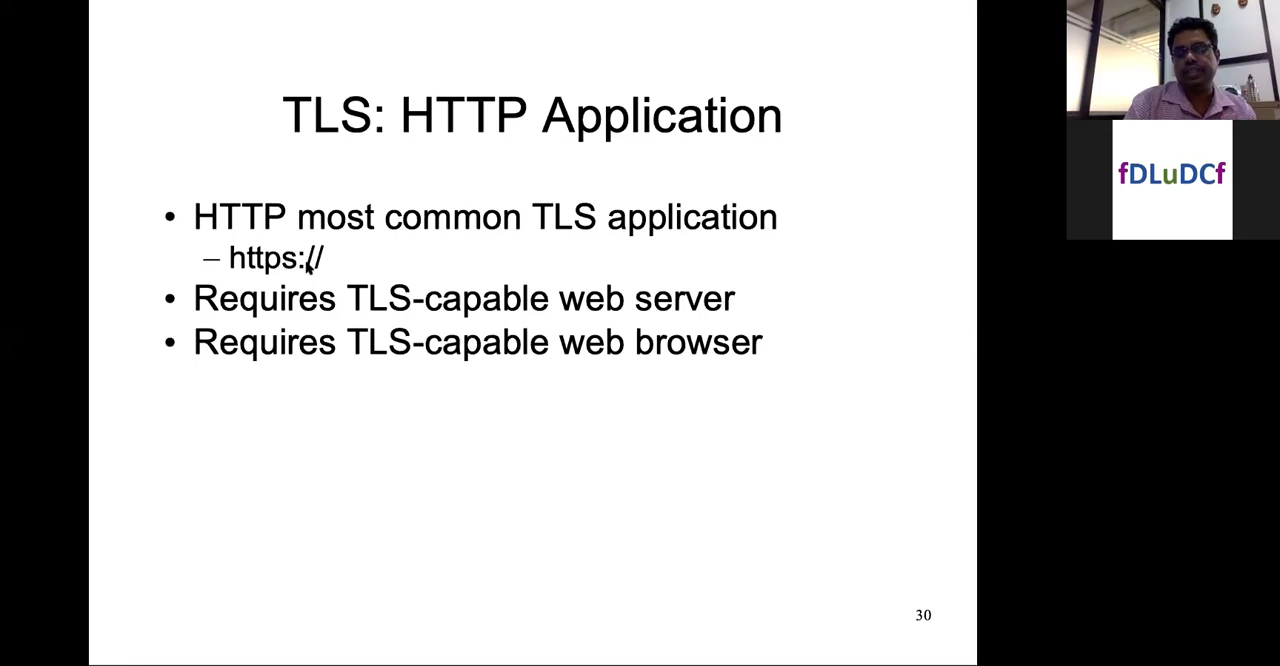 TLS: HTTP Application
• HTTP most common TLS application
– https://
• Requires TLS-capable web server
• Requires TLS-capable web browser
30
fDLuDCf